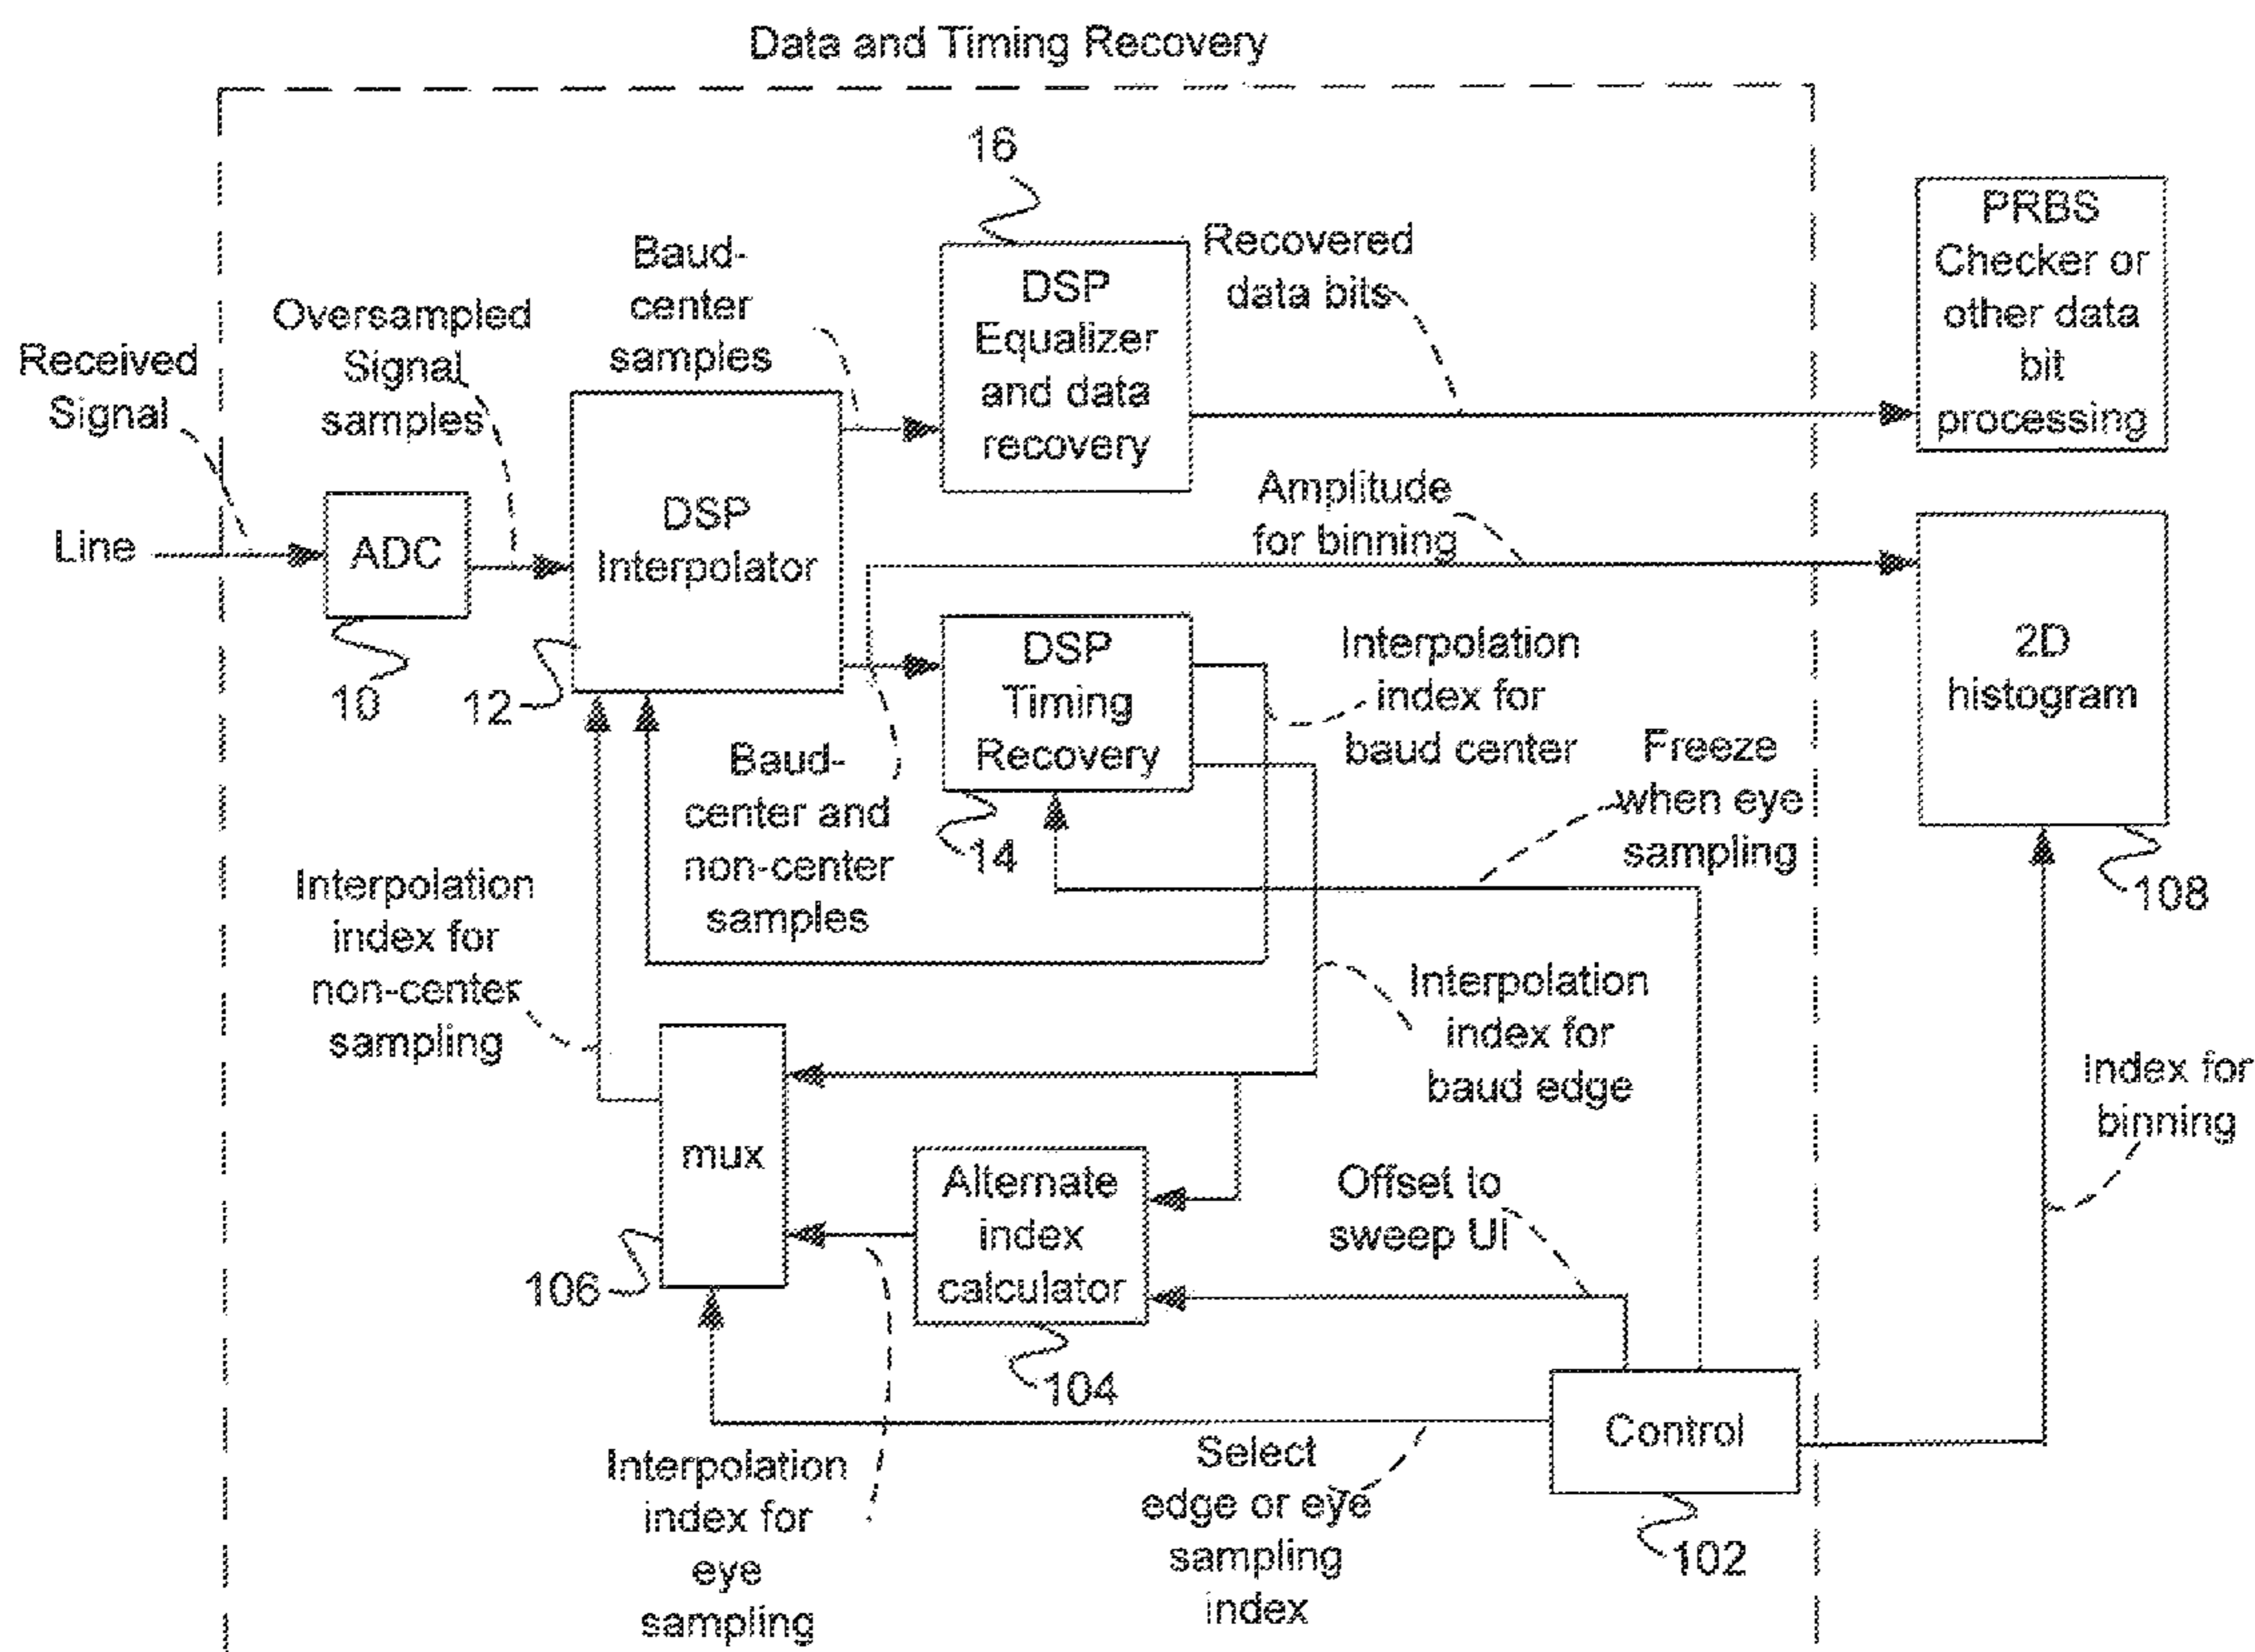 Data and Timing Recovery
16
Baud-
center
samples
DSP
Equalizer
and data
recovery
Recovered
data bits
PRBS
Checker or
other data
bit
processing
Received
Signal
Oversampled
Signal
samples
Line
ADC
10
DSP
Interpolator
12
Amplitude
for binning
2D
histogram
108
DSP
Timing
Recovery
14
Interpolation
index for
baud center
Freeze
when eye
sampling
Baud-
center and
non-center
samples
Interpolation
index for
non-center
sampling
Interpolation
index for
baud edge
Index for
binning
mux
106
Alternate
index
calculator
104
Offset to
sweep UI
Control
102
Interpolation
index for
eye
sampling
Select
edge or eye
sampling
index